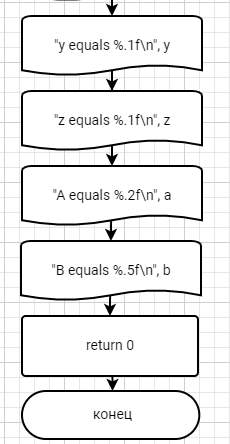 "y equals %.1f\n", y
"z equals %.1f\n", z
"A equals %.2f\n", a
"B equals %.5f\n", b
return 0
конец